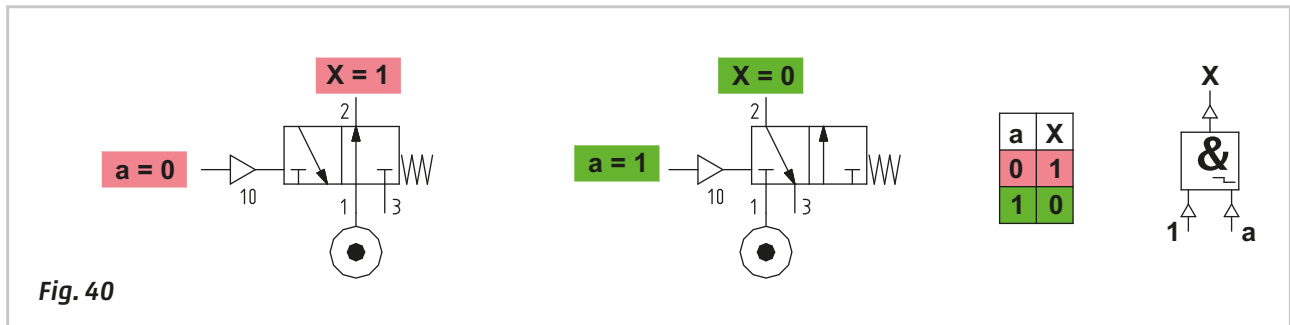 X = 1
2
a = 0
10
1
3
X = 0
2
a = 1
10
1
3
a X
0 1
1 0
X
&
1 a
Fig. 40